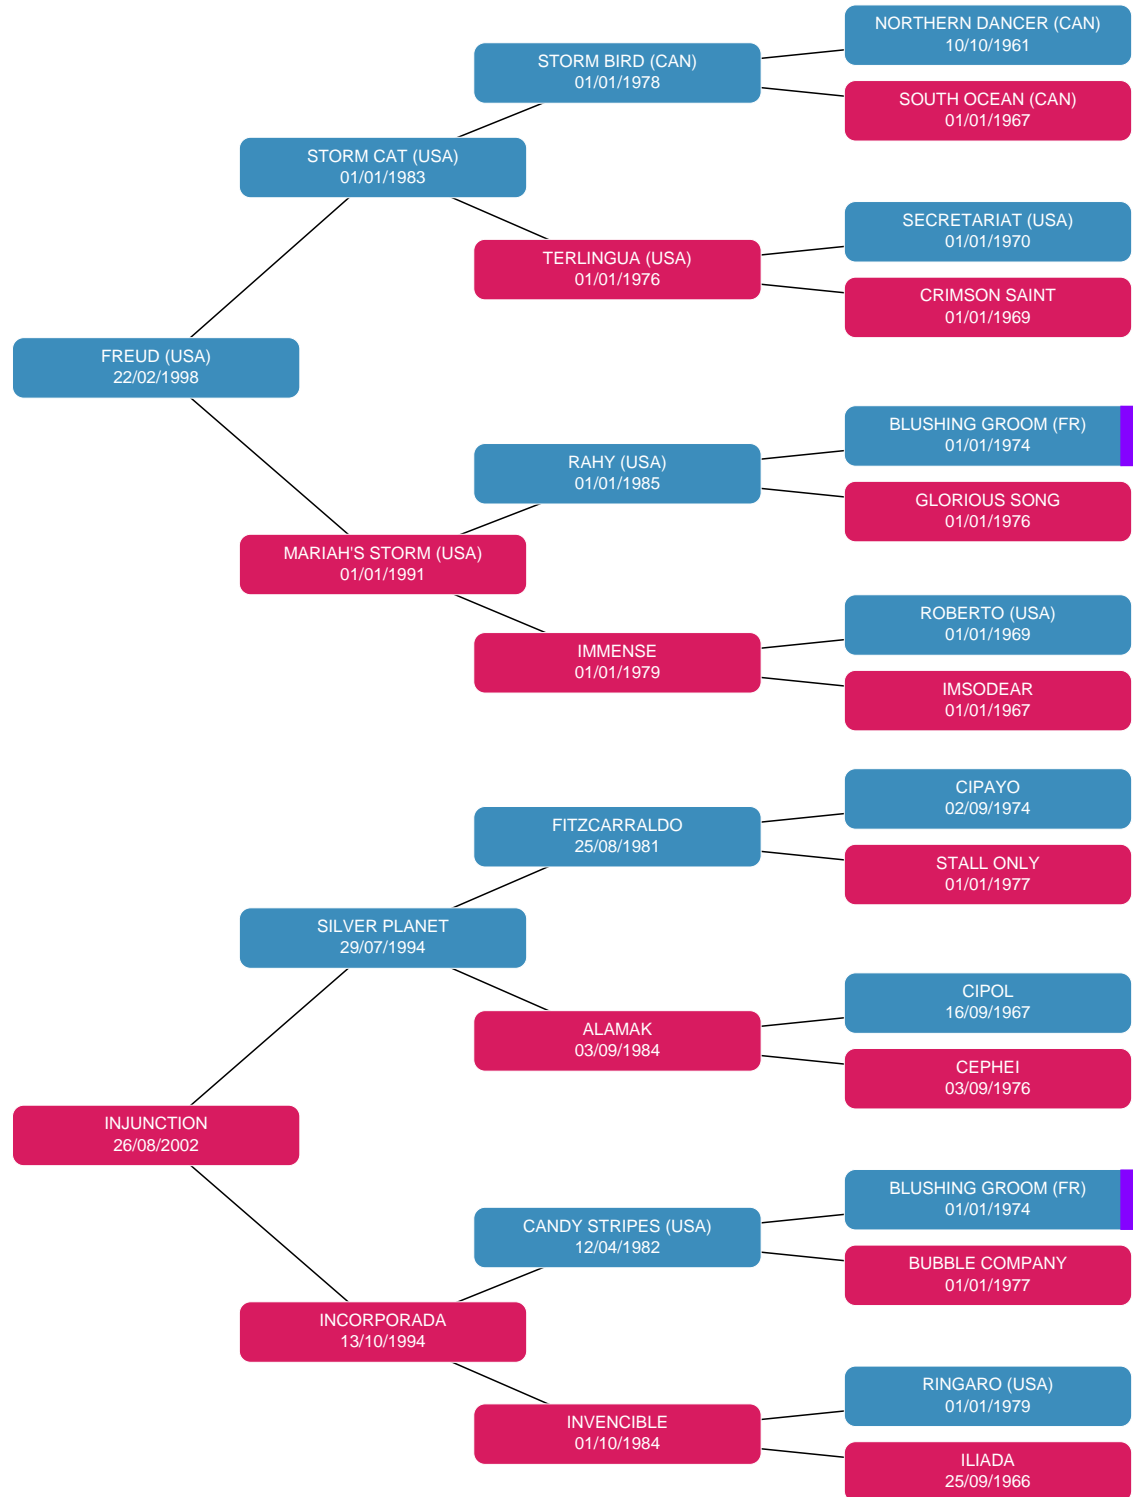 NORTHERN DANCER (CAN)
10/10/1961
STORM BIRD (CAN)
01/01/1978
SOUTH OCEAN (CAN)
01/01/1967
STORM CAT (USA)
01/01/1983
SECRETARIAT (USA)
01/01/1970
TERLINGUA (USA)
01/01/1976
CRIMSON SAINT
01/01/1969
FREUD (USA)
22/02/1998
BLUSHING GROOM (FR)
01/01/1974
RAHY (USA)
01/01/1985
GLORIOUS SONG
01/01/1976
MARIAH'S STORM (USA)
01/01/1991
ROBERTO (USA)
01/01/1969
IMMENSE
01/01/1979
IMSODEAR
01/01/1967
CIPAYO
02/09/1974
FITZCARRALDO
25/08/1981
STALL ONLY
01/01/1977
SILVER PLANET
29/07/1994
CIPOL
16/09/1967
ALAMAK
03/09/1984
CEPHEI
03/09/1976
INJUNCTION
26/08/2002
BLUSHING GROOM (FR)
01/01/1974
CANDY STRIPES (USA)
12/04/1982
BUBBLE COMPANY
01/01/1977
INCORPORADA
13/10/1994
RINGARO (USA)
01/01/1979
INVENCIBLE
01/10/1984
ILIADA
25/09/1966